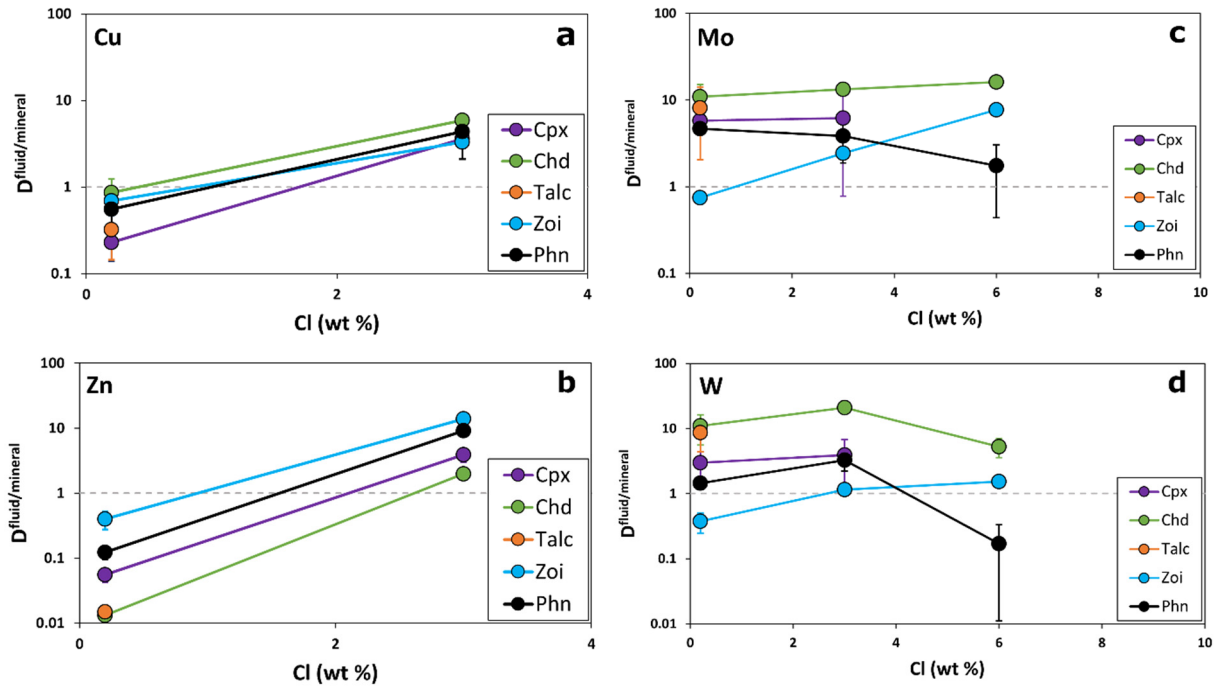 Cu
a
D fluid/mineral
100
10
1
0.1
0
2
4
Cl (wt %)
Cpx
Chd
Talc
Zoi
Phn
Mo
c
D fluid/mineral
100
10
1
0.1
0
2
4
6
8
10
Cl (wt %)
Cpx
Chd
Talc
Zoi
Phn
Zn
b
D fluid/mineral
100
10
1
0.1
0.01
0
2
4
Cl (wt %)
Cpx
Chd
Talc
Zoi
Phn
W
d
D fluid/mineral
100
10
1
0.1
0.01
0
2
4
6
8
10
Cl (wt %)
Cpx
Chd
Talc
Zoi
Phn